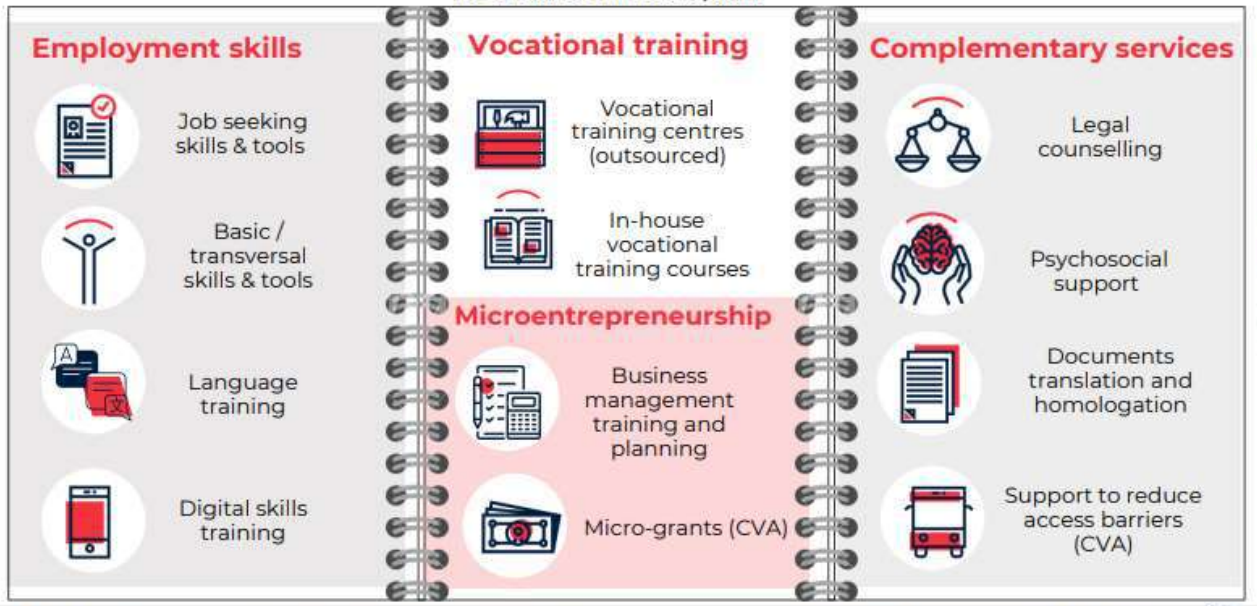 Employment skills
Job seeking
skills & tools
Basic /
transversal
skills & tools
Language
training
Digital skills
training
Vocational training
Vocational
training centres
(outsourced)
In-house
vocational
training courses
Microentrepreneurship
Business
management
training and
planning
Micro-grants (CVA)
Complementary services
Legal
counselling
Psychosocial
support
Documents
translation and
homologation
Support to reduce
access barriers
(CVA)
A
文